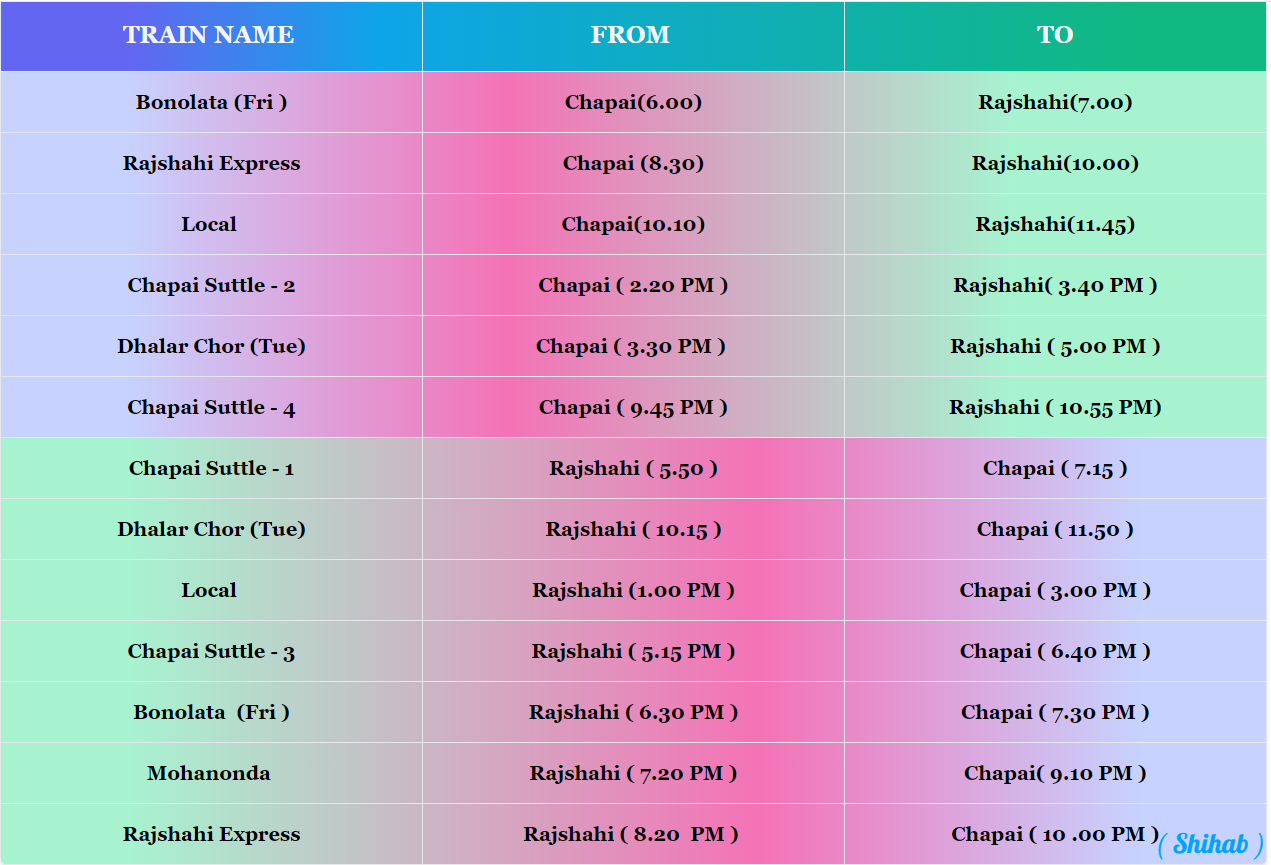 TRAIN NAME FROM TO
Bonolata (Fri ) Chapai(6.00) Rajshahi(7.00)
Rajshahi Express Chapai (8.30) Rajshahi(10.00)
Local Chapai(10.10) Rajshahi(11.45)
Chapai Suttle - 2 Chapai ( 2.20 PM ) Rajshahi( 3.40 PM )
Dhalar Chor (Tue) Chapai ( 3.30 PM ) Rajshahi ( 5.00 PM )
Chapai Suttle - 4 Chapai ( 9.45 PM ) Rajshahi ( 10.55 PM)
Chapai Suttle - 1 Rajshahi ( 5.50 ) Chapai ( 7.15 )
Dhalar Chor (Tue) Rajshahi ( 10.15 ) Chapai ( 11.50 )
Local Rajshahi (1.00 PM ) Chapai ( 3.00 PM )
Chapai Suttle - 3 Rajshahi ( 5.15 PM ) Chapai ( 6.40 PM )
Bonolata  (Fri ) Rajshahi ( 6.30 PM ) Chapai ( 7.30 PM )
Mohanonda Rajshahi ( 7.20 PM ) Chapai( 9.10 PM )
Rajshahi Express Rajshahi ( 8.20  PM ) Chapai ( 10 .00 PM )
( Shihab )